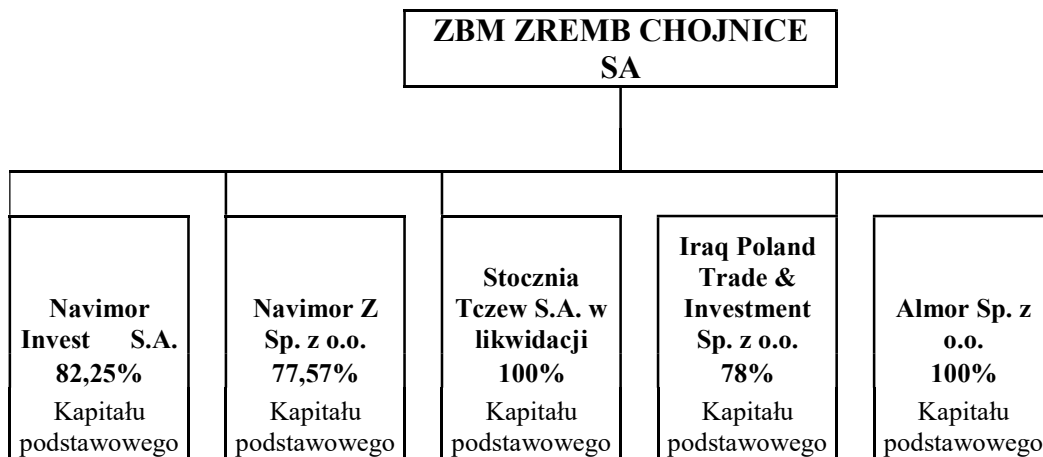 ZBM ZREMB CHOJNICE
SA
Navimor
Invest S.A.
82,25%
Kapitału
podstawowego
Navimor Z
Sp. z o.o.
77,57%
Kapitału
podstawowego
Stocznia
Tczew S.A. w
likwidacji
100%
Kapitału
podstawowego
Iraq Poland
Trade &
Investment
Sp. z o.o.
78%
Kapitału
podstawowego
Almor Sp. z
o.o.
100%
Kapitału
podstawowego